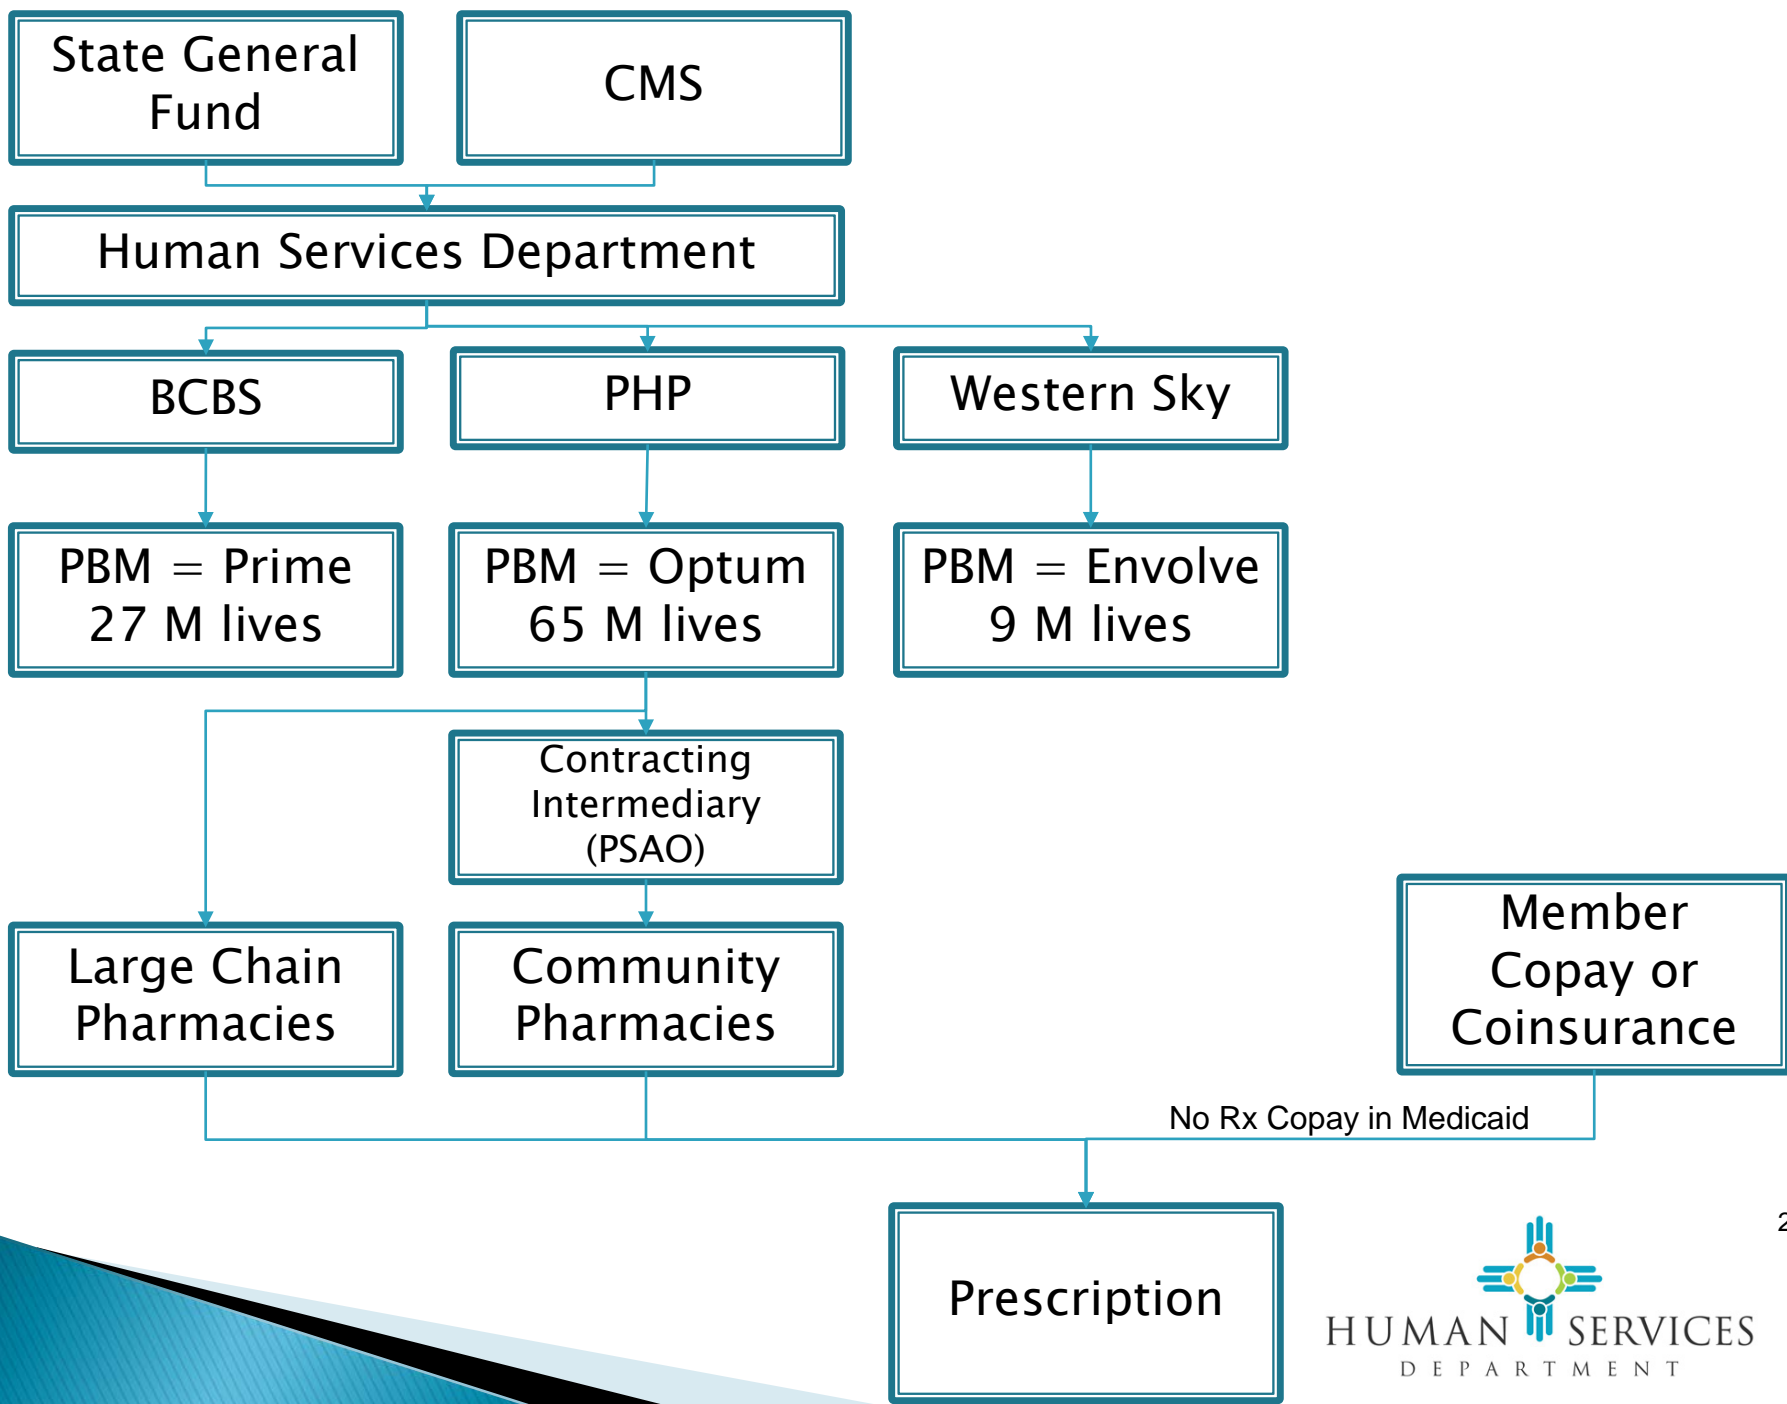 State General
Fund
CMS
Human Services Department
BCBS
PHP
Western Sky
PBM = Prime
27 M lives
PBM = Optum
65 M lives
PBM = Envolve
9 M lives
Contracting
Intermediary
(PSAO)
Large Chain
Pharmacies
Community
Pharmacies
Member
Copay or
Coinsurance
No Rx Copay in Medicaid
Prescription
2
HUMAN SERVICES
DEPARTMENT